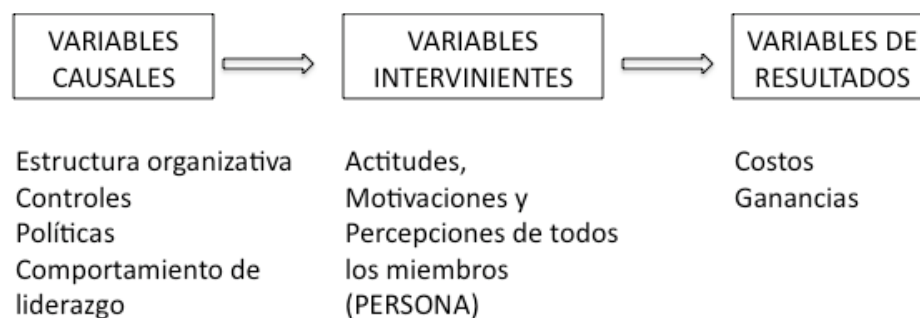 VARIABLES
CAUSALES
VARIABLES
INTERVINIENTES
VARIABLES DE
RESULTADOS
Estructura organizativa
Controles
Políticas
Comportamiento de
liderazgo
Actitudes,
Motivaciones y
Percepciones de todos
los miembros
(PERSONA)
Costos
Ganancias